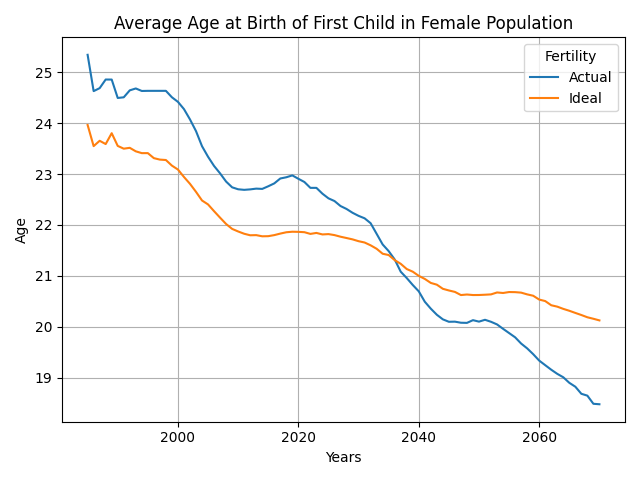 Average Age at Birth of First Child in Female Population
Fertility
Actual
Ideal
Age
25
24
23
22
21
20
19
2000
2020
2040
2060
Years